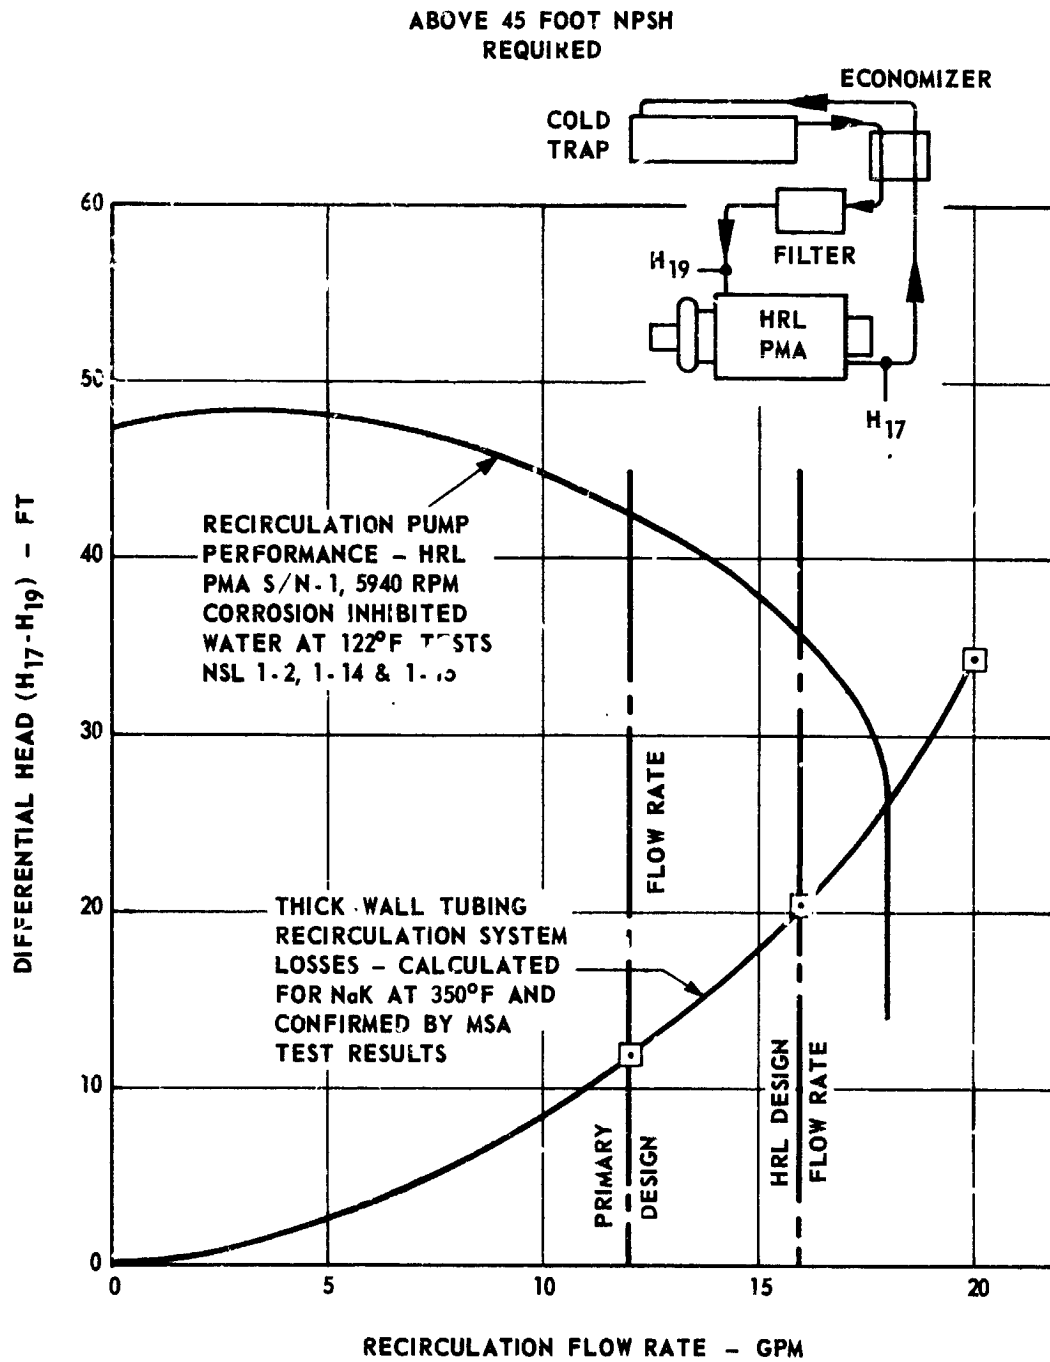 ABOVE 45 FOOT NPSH
REQUIRED
ECONOMIZER
COLD
TRAP
FILTER
H19
HRL
PMA
H17
60
50
40
30
20
10
0
DIFFERENTIAL HEAD (H17-H19) - FT
RECIRCULATION PUMP
PERFORMANCE - HRL
PMA S/N-1, 5940 RPM
CORROSION INHIBITED
WATER AT 122°F TESTS
NSL 1-2, 1-14 &
THICK WALL TUBING
RECIRCULATION SYSTEM
LOSSES - CALCULATED
FOR NaK AT 350°F AND
CONFIRMED BY MSA
TEST RESULTS
PRIMARY
DESIGN
FLOW RATE
HRL DESIGN
FLOW RATE
0
5
10
15
20
RECIRCULATION FLOW RATE - GPM